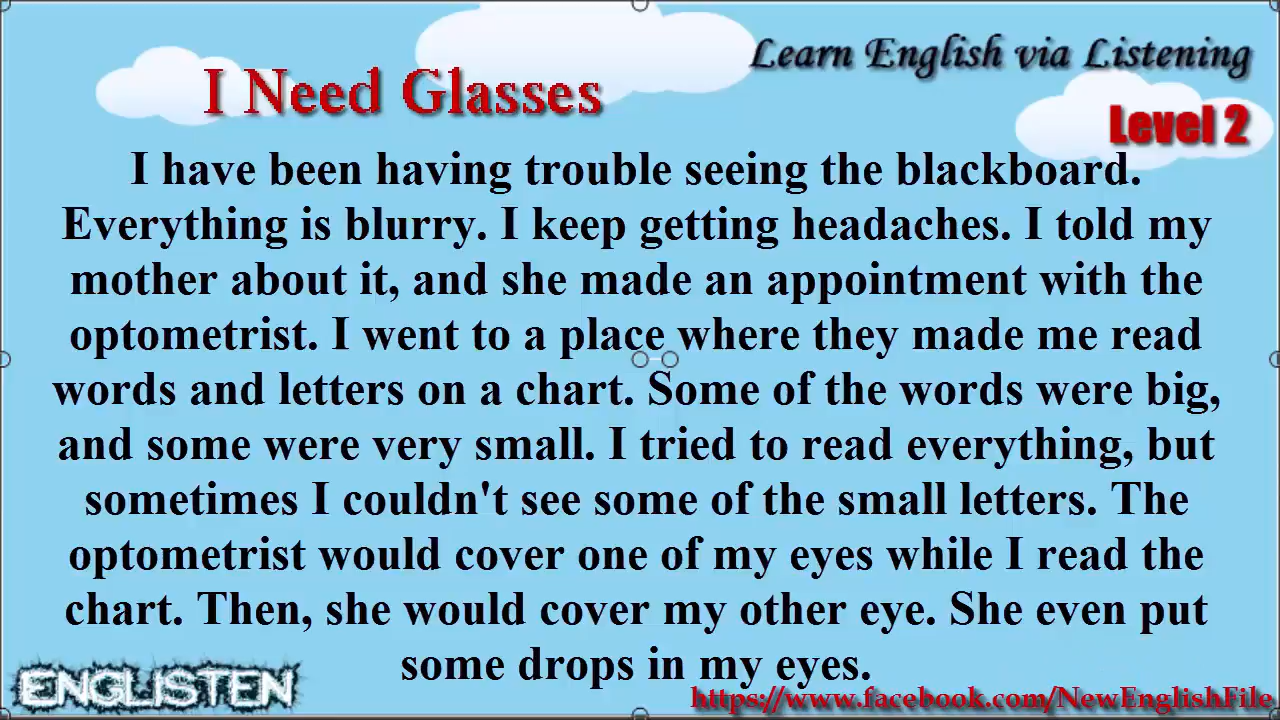 Learn English via Listening
I Need Glasses
Level 2
I have been having trouble seeing the blackboard.
Everything is blurry. I keep getting headaches. I told my
mother about it, and she made an appointment with the
optometrist. I went to a place where they made me read
words and letters on a chart. Some of the words were big,
and some were very small. I tried to read everything, but
sometimes I couldn't see some of the small letters. The
optometrist would cover one of my eyes while I read the
chart. Then, she would cover my other eye. She even put
some drops in my eyes.
ENGLISTEN
https://www.facebook.com/NewEnglishFile